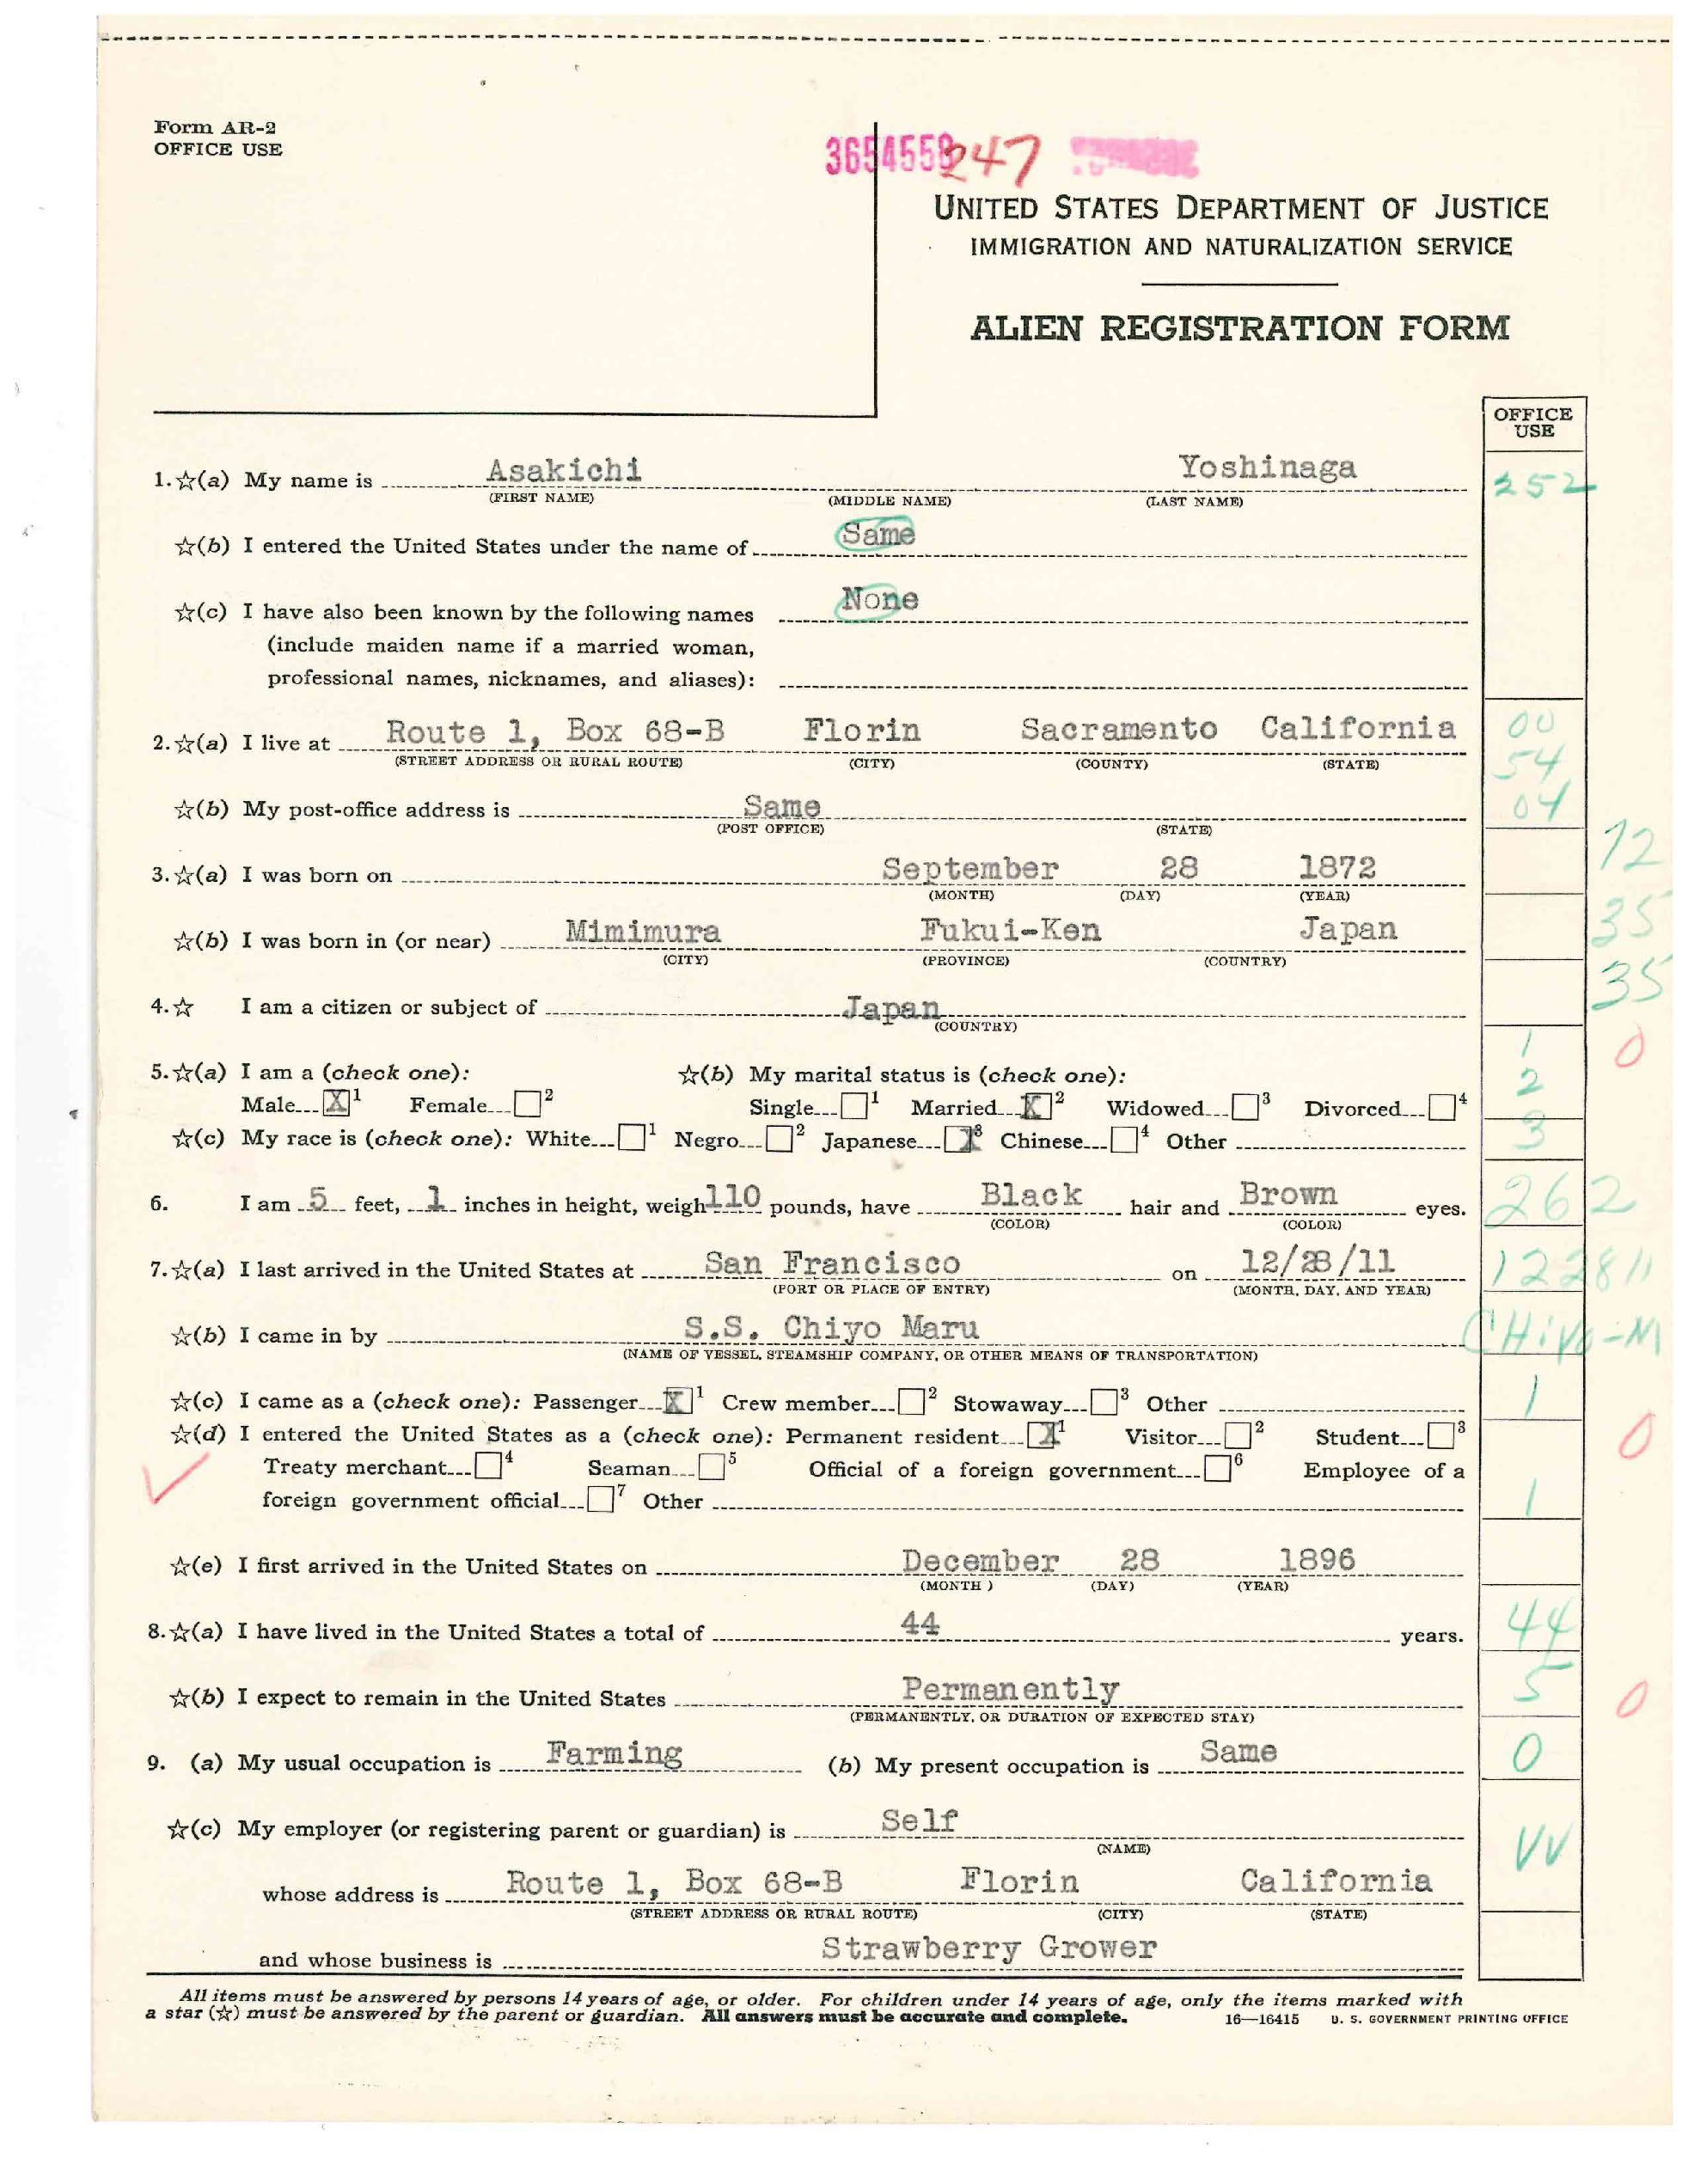 Form AR-2
OFFICE USE
3654559 247
UNITED STATES DEPARTMENT OF JUSTICE
IMMIGRATION AND NATURALIZATION SERVICE
ALIEN REGISTRATION FORM
OFFICE USE
1. ☆(a) My name is Asakichi Yoshinaga 252
(FIRST NAME) (MIDDLE NAME) (LAST NAME)
☆(b) I entered the United States under the name of Same
☆(c) I have also been known by the following names None
(include maiden name if a married woman,
professional names, nicknames, and aliases):
2. ☆(a) I live at Route 1, Box 68-B Florin Sacramento California 00
(STREET ADDRESS OR RURAL ROUTE) (CITY) (COUNTY) (STATE) 54
☆(b) My post-office address is Same 04
(POST OFFICE) (STATE)
3. ☆(a) I was born on September 28 1872 72
(MONTH) (DAY) (YEAR)
☆(b) I was born in (or near) Mimimura Fukui-Ken Japan 35
(CITY) (PROVINCE) (COUNTRY)
4. ☆ I am a citizen or subject of Japan 35
(COUNTRY)
5. ☆(a) I am a (check one): ☆(b) My marital status is (check one): 1 0
Male X 1 Female 2 Single 1 Married X 2 Widowed 3 Divorced 4 2
☆(c) My race is (check one): White 1 Negro 2 Japanese X 3 Chinese 4 Other 3
6. I am 5 feet, 1 inches in height, weigh 110 pounds, have Black hair and Brown eyes. 262
(COLOR) (COLOR)
7. ☆(a) I last arrived in the United States at San Francisco on 12/28/11 122811
(PORT OR PLACE OF ENTRY) (MONTH, DAY, AND YEAR)
☆(b) I came in by S.S. Chiyo Maru CHiYo-M
(NAME OF VESSEL, STEAMSHIP COMPANY, OR OTHER MEANS OF TRANSPORTATION)
☆(c) I came as a (check one): Passenger X 1 Crew member 2 Stowaway 3 Other 1
☆(d) I entered the United States as a (check one): Permanent resident X 1 Visitor 2 Student 3 0
Treaty merchant 4 Seaman 5 Official of a foreign government 6 Employee of a
foreign government official 7 Other 1
☆(e) I first arrived in the United States on December 28 1896
(MONTH) (DAY) (YEAR)
8. ☆(a) I have lived in the United States a total of 44 years. 44
☆(b) I expect to remain in the United States Permanently 5 0
(PERMANENTLY, OR DURATION OF EXPECTED STAY)
9. (a) My usual occupation is Farming (b) My present occupation is Same 0
☆(c) My employer (or registering parent or guardian) is Self VV
(NAME)
whose address is Route 1, Box 68-B Florin California
(STREET ADDRESS OR RURAL ROUTE) (CITY) (STATE)
and whose business is Strawberry Grower
All items must be answered by persons 14 years of age, or older. For children under 14 years of age, only the items marked with
a star (☆) must be answered by the parent or guardian. All answers must be accurate and complete. 16—16415 U. S. GOVERNMENT PRINTING OFFICE